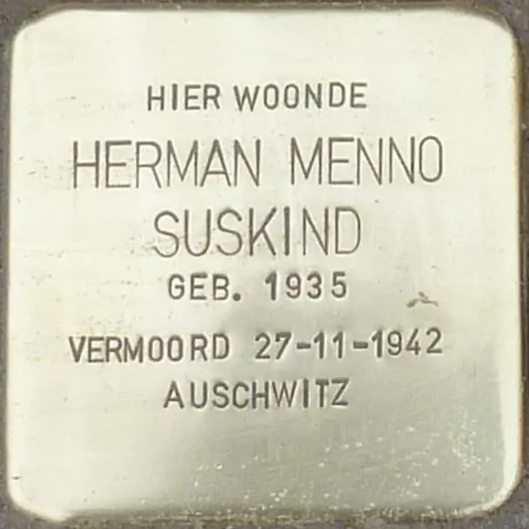 HIER WOONDE
HERMAN MENNO
SUSKIND
GEB. 1935
VERMOORD 27-11-1942
AUSCHWITZ